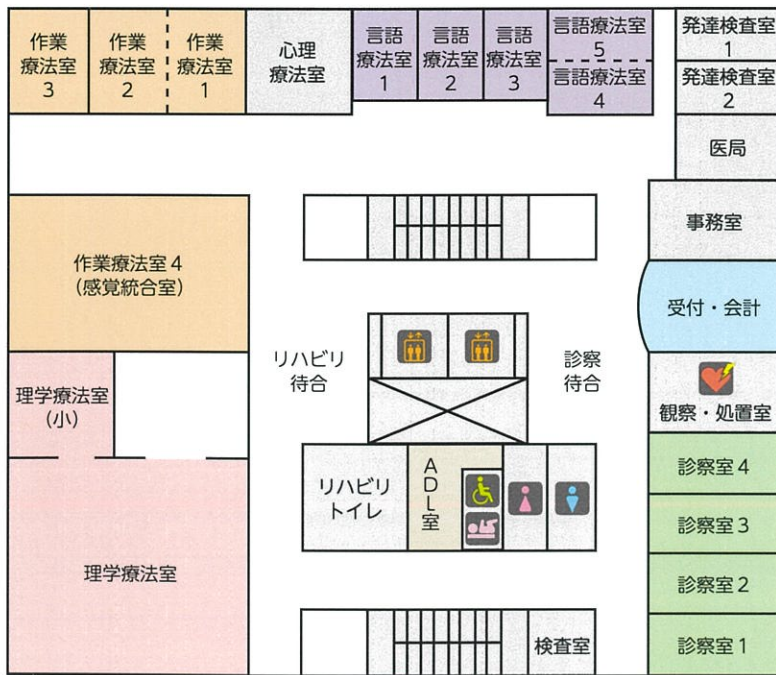 作業
療法室
3
作業
療法室
2
作業
療法室
1
心理
療法室
言語
療法室
1
言語
療法室
2
言語
療法室
3
言語療法室
5
言語療法室
4
発達検査室
1
発達検査室
2
医局
事務室
作業療法室4
(感覚統合室)
受付・会計
リハビリ
待合
診察
待合
理学療法室
(小)
観察・処置室
リハビリ
トイレ
ADL室
診察室4
診察室3
理学療法室
診察室2
検査室
診察室1